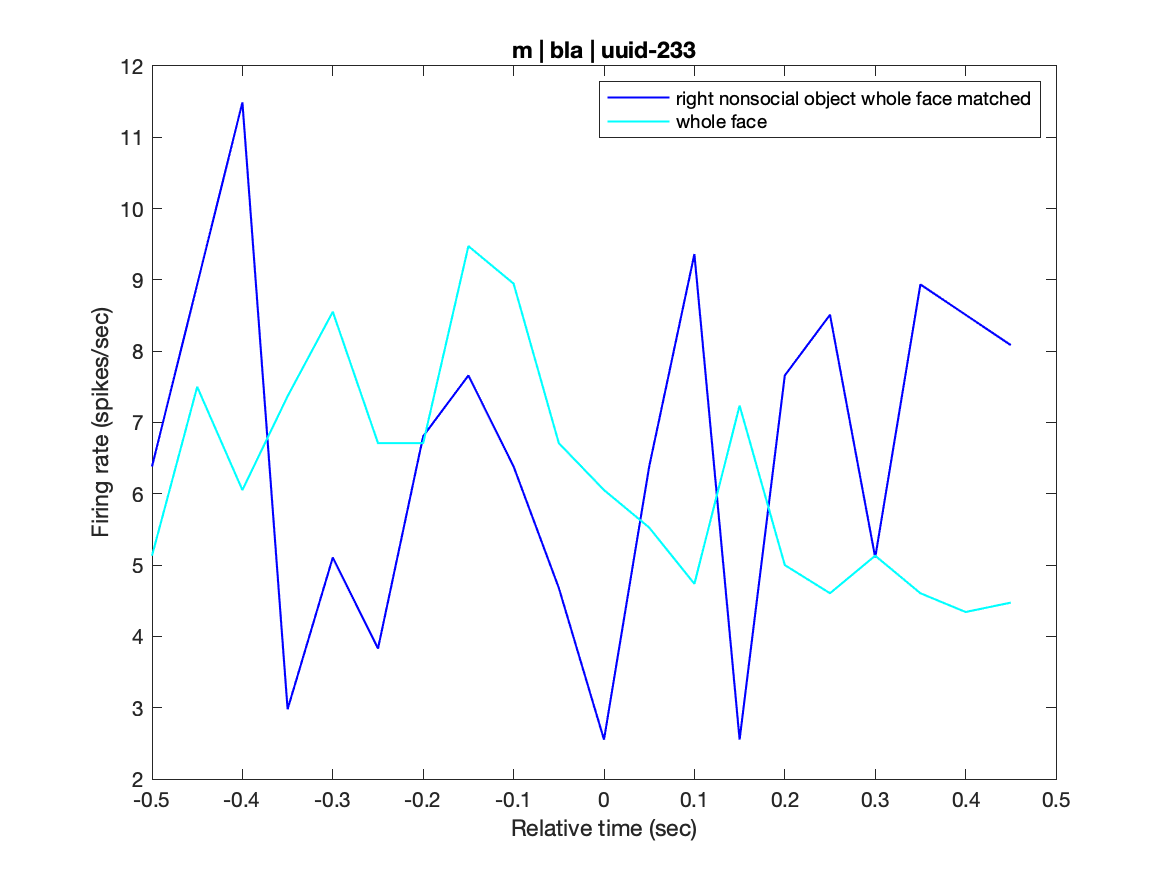 m | bla | uuid-233
right nonsocial object whole face matched
whole face
12
11
10
9
8
7
6
5
4
3
2
Firing rate (spikes/sec)
-0.5 -0.4 -0.3 -0.2 -0.1 0 0.1 0.2 0.3 0.4 0.5
Relative time (sec)